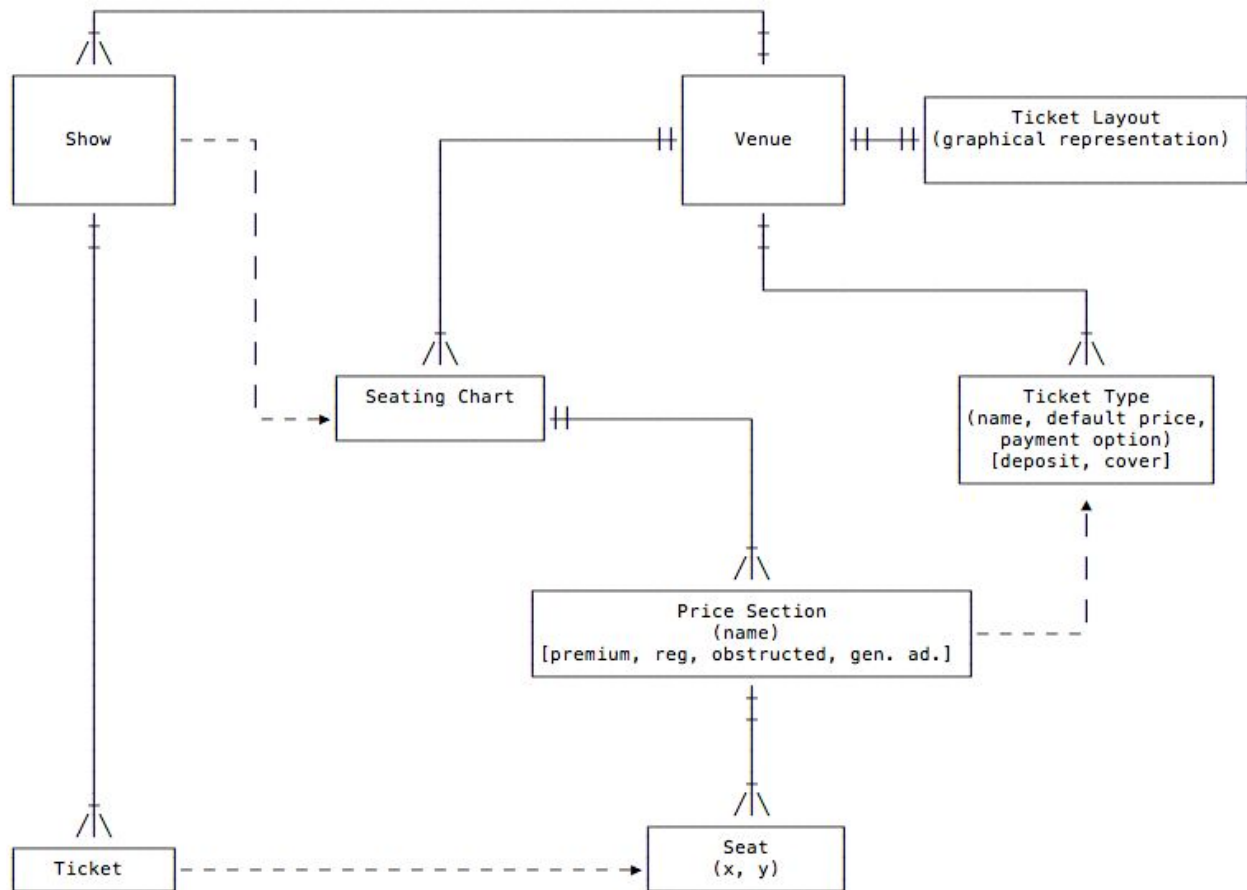 Show
Venue
Ticket Layout
(graphical representation)
Seating Chart
Ticket Type
(name, default price,
payment option)
[deposit, cover]
Price Section
(name)
[premium, reg, obstructed, gen. ad.]
Ticket
Seat
(x, y)